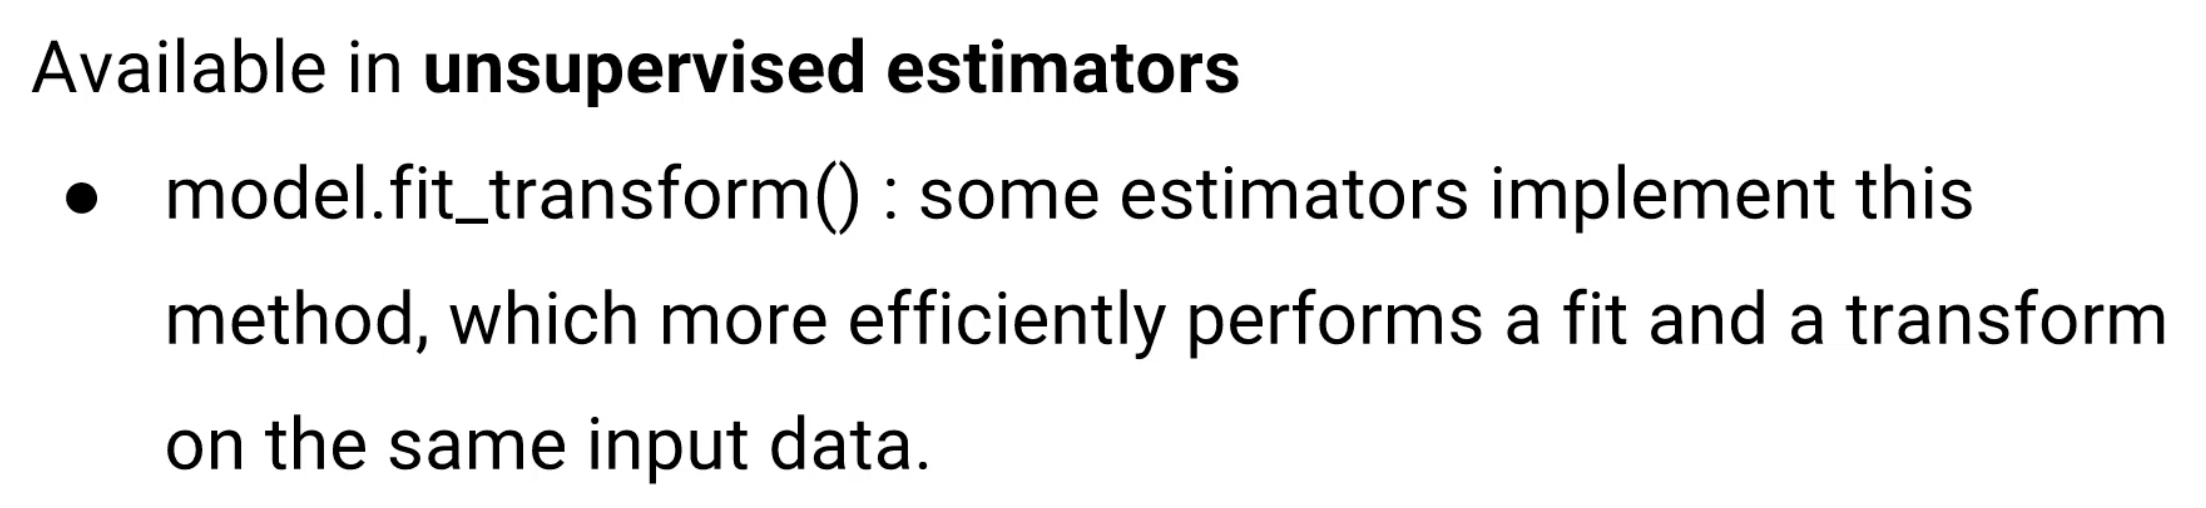 Available in unsupervised estimators
● model.fit_transform() : some estimators implement this
method, which more efficiently performs a fit and a transform
on the same input data.